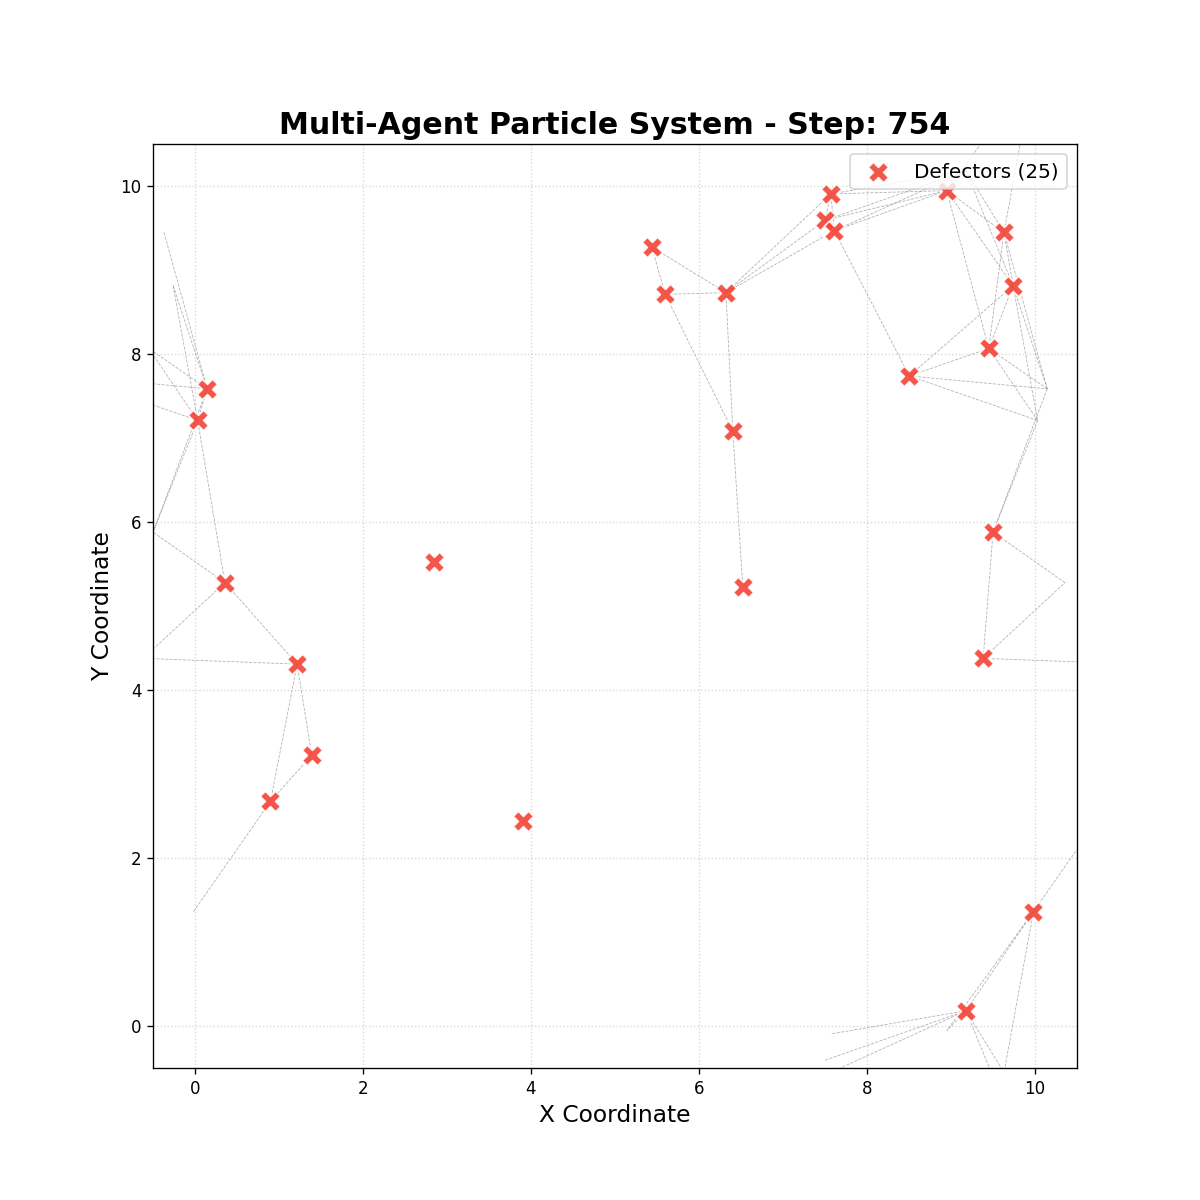 Multi-Agent Particle System - Step: 754
Defectors (25)
10
8
6
4
2
0
Y Coordinate
0 2 4 6 8 10
X Coordinate